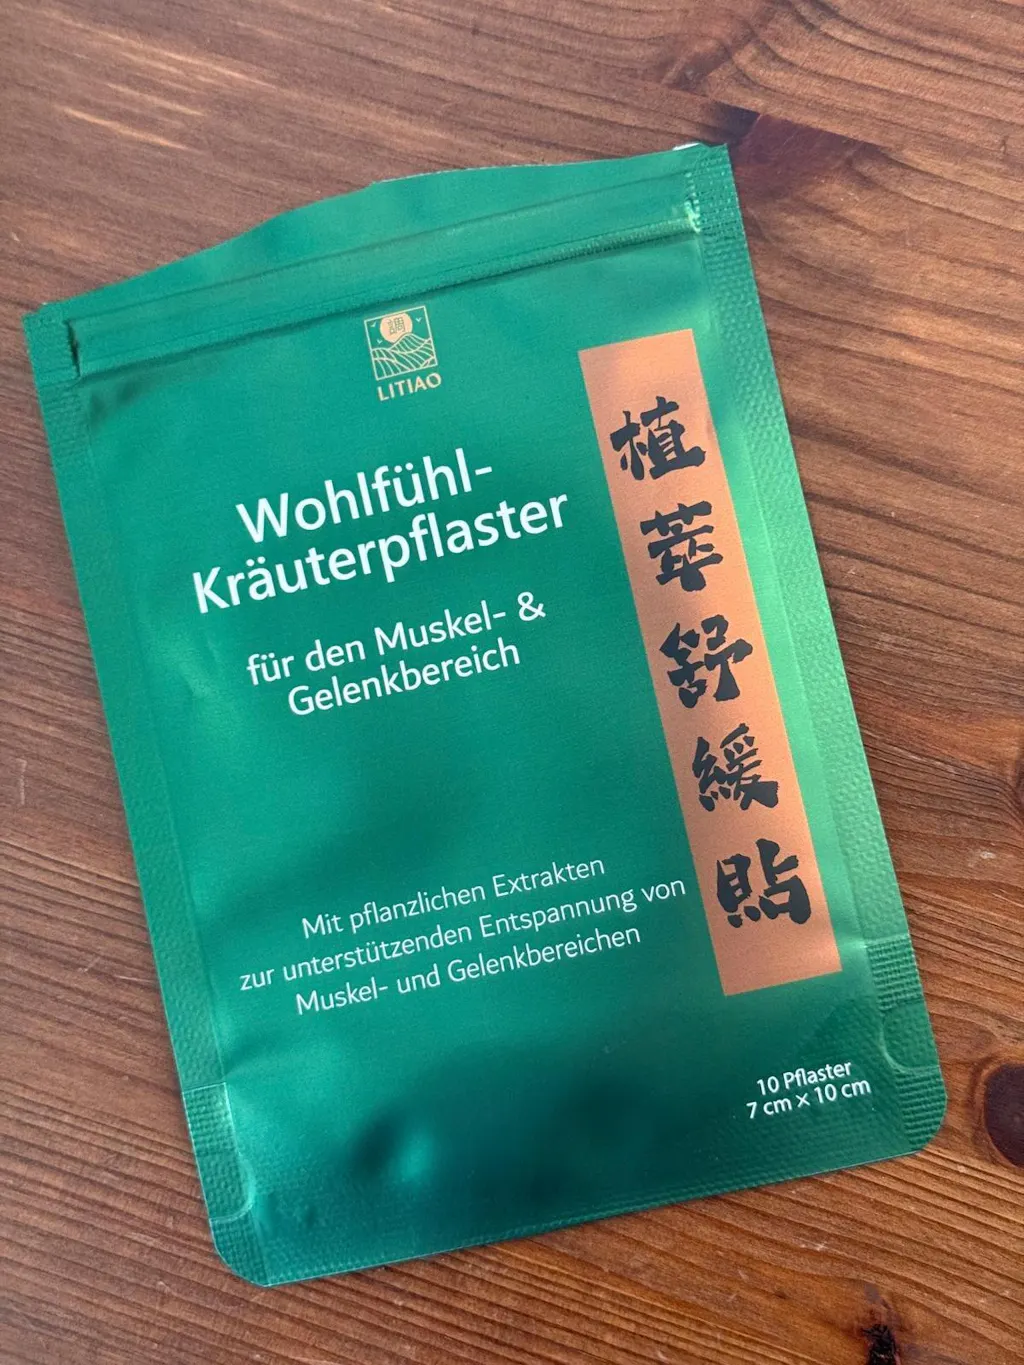 調
LITIAO
Wohlfühl-
Kräuterpflaster
für den Muskel- &
Gelenkbereich
植萃舒緩貼
Mit pflanzlichen Extrakten
zur unterstützenden Entspannung von
Muskel- und Gelenkbereichen
10 Pflaster
7 cm × 10 cm